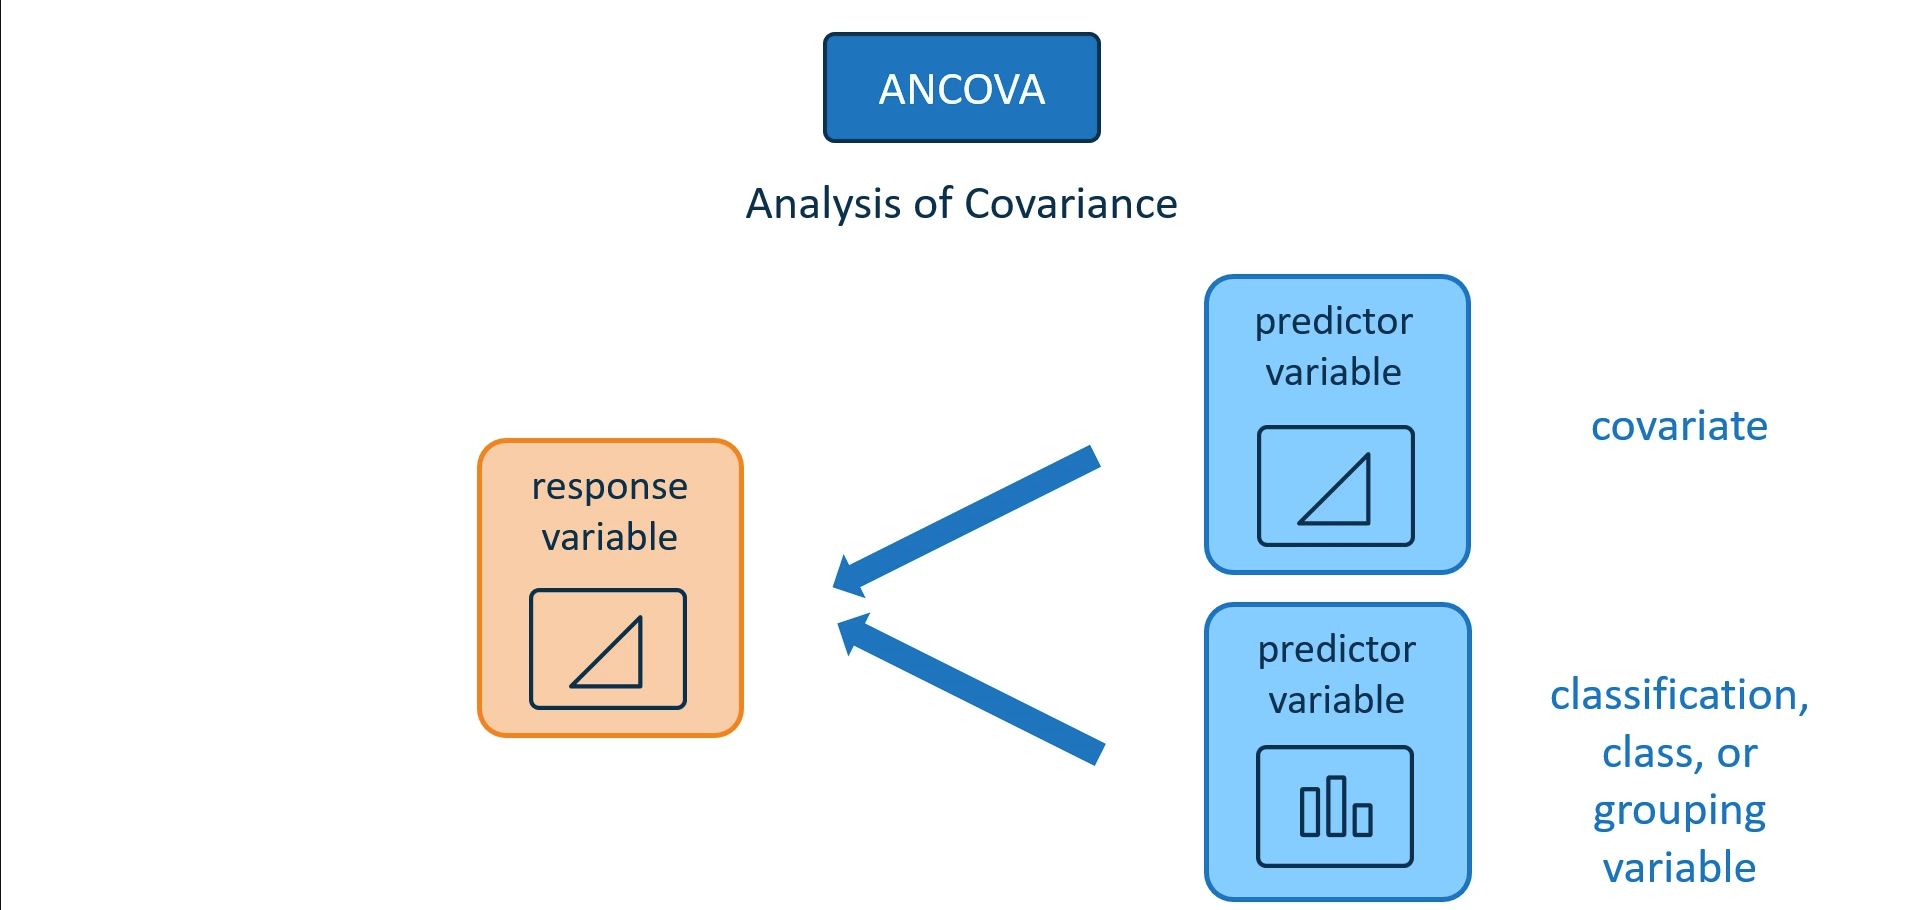 ANCOVA
Analysis of Covariance
response
variable
predictor
variable
covariate
predictor
variable
classification,
class, or
grouping
variable